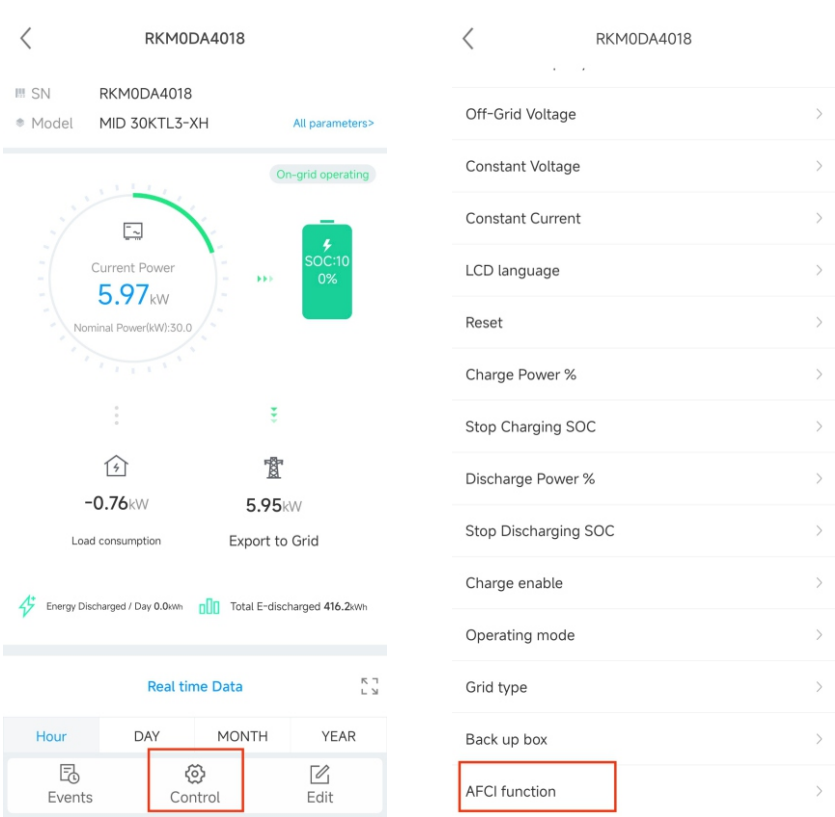 RKM0DA4018
SN RKM0DA4018
Model MID 30KTL3-XH All parameters>
On-grid operating
Current Power
5.97kW
Nominal Power(kW):30.0
SOC:10
0%
-0.76kW
5.95kW
Load consumption
Export to Grid
Energy Discharged / Day 0.0kWh
Total E-discharged 416.2kWh
Real time Data
Hour DAY MONTH YEAR
Events Control Edit
RKM0DA4018
Off-Grid Voltage
Constant Voltage
Constant Current
LCD language
Reset
Charge Power %
Stop Charging SOC
Discharge Power %
Stop Discharging SOC
Charge enable
Operating mode
Grid type
Back up box
AFCI function